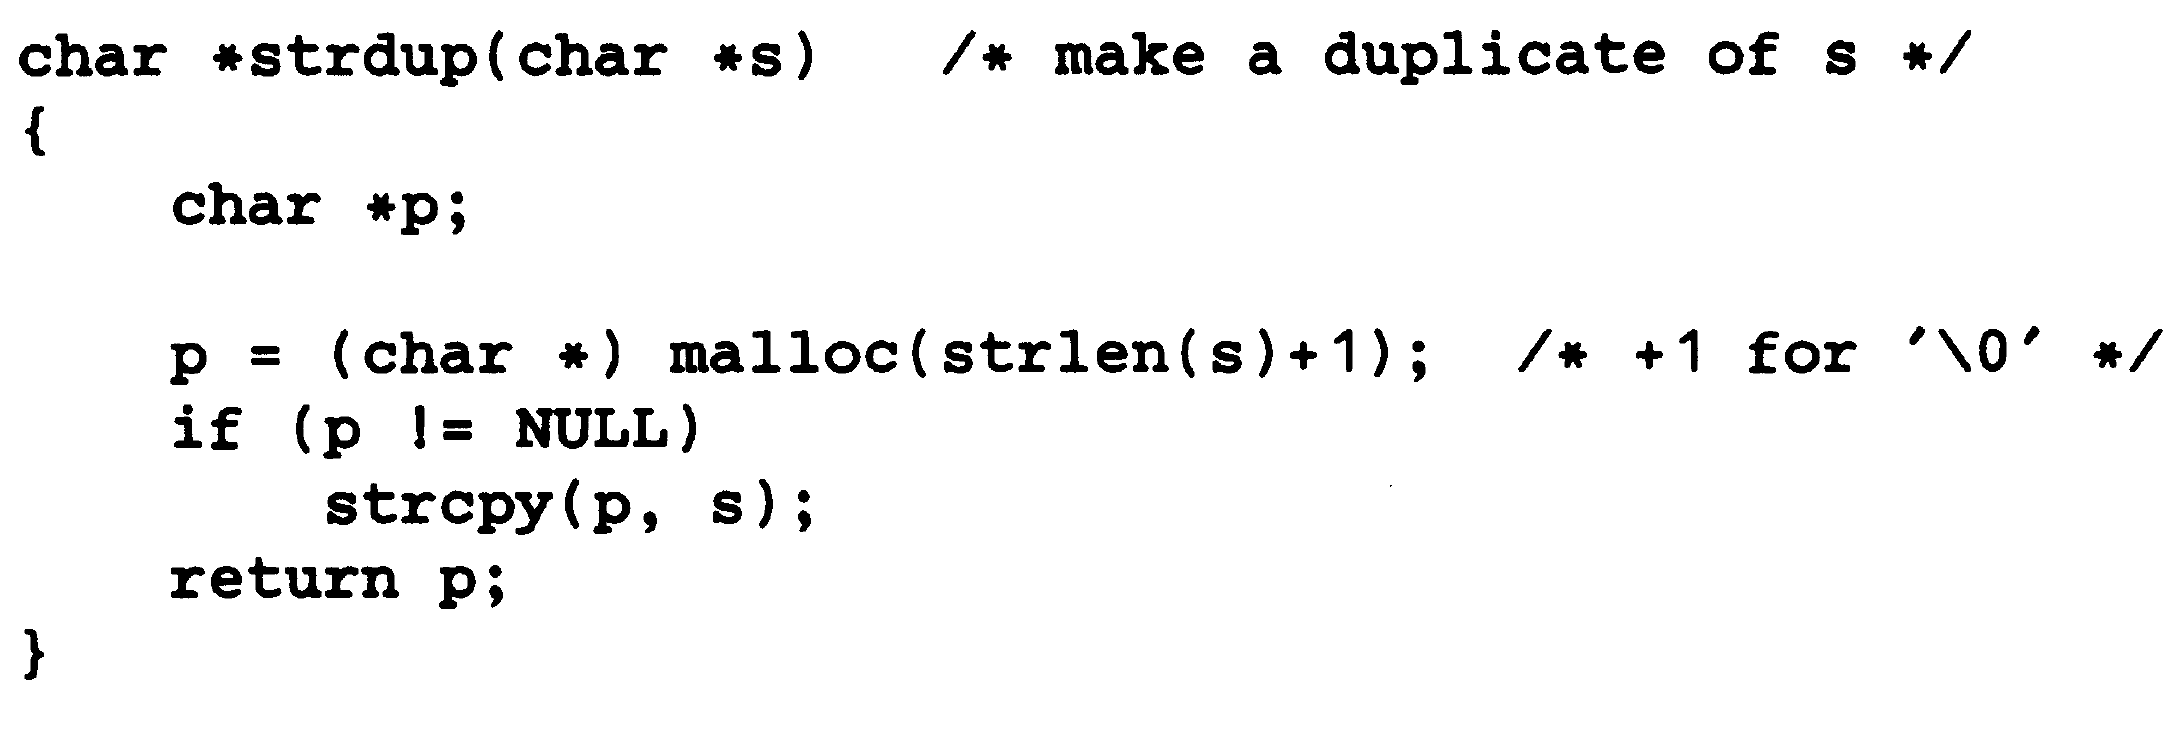 char *strdup(char *s)   /* make a duplicate of s */
{
    char *p;

    p = (char *) malloc(strlen(s)+1);  /* +1 for '\0' */
    if (p != NULL)
        strcpy(p, s);
    return p;
}